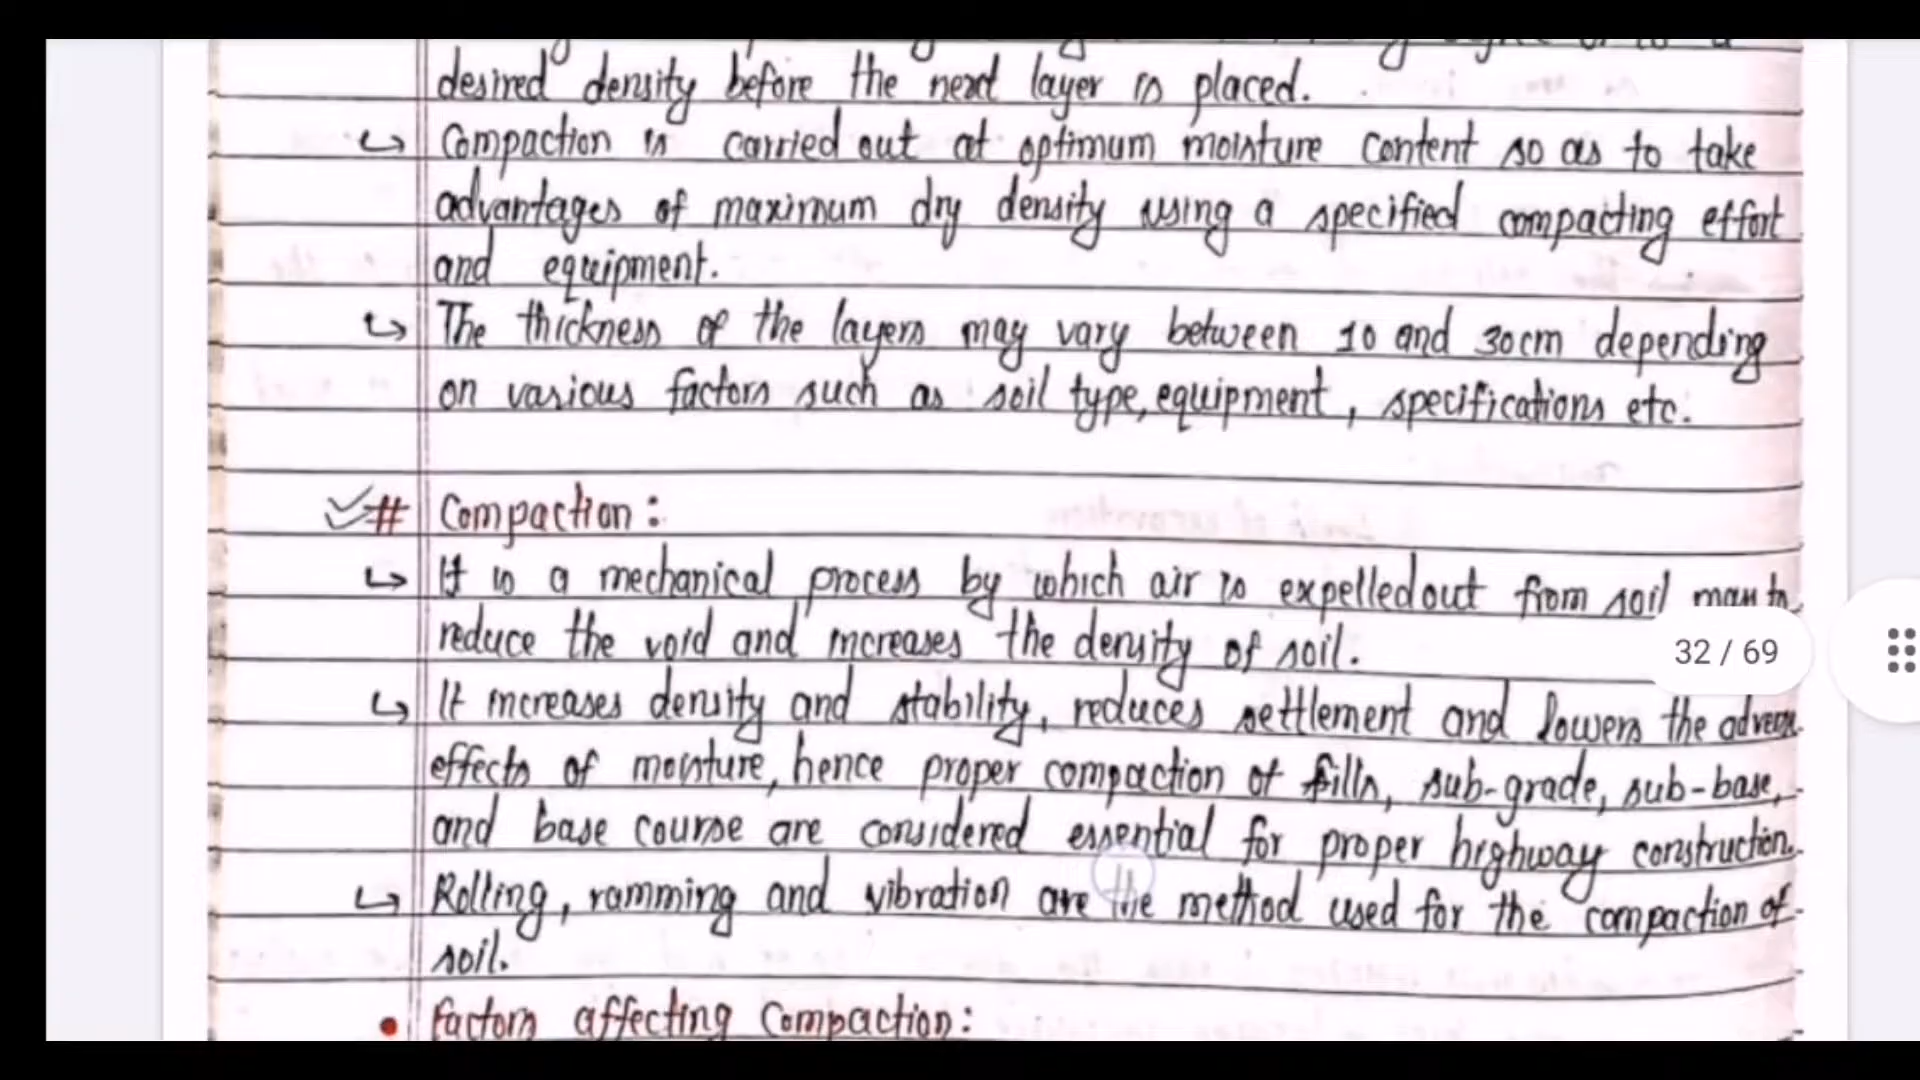 desired density before the next layer is placed.
↳ Compaction is carried out at optimum moisture content so as to take
advantages of maximum dry density using a specified compacting effort
and equipment.
↳ The thickness of the layers may vary between 10 and 30cm depending
on various factors such as soil type, equipment, specifications etc.
# Compaction:
↳ It is a mechanical process by which air is expelled out from soil
reduce the void and increases the density of soil.
32 / 69
↳ It increases density and stability, reduces settlement and lowers the
effects of moisture, hence proper compaction of fills, sub-grade, sub-base,
and base course are considered essential for proper highway construction.
↳ Rolling, ramming and vibration are the method used for the compaction of
soil.
• Factors affecting Compaction: